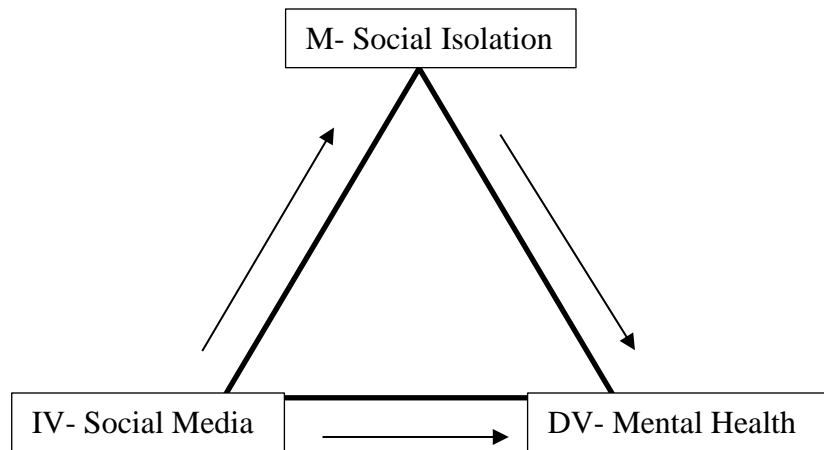 M- Social Isolation
IV- Social Media
DV- Mental Health